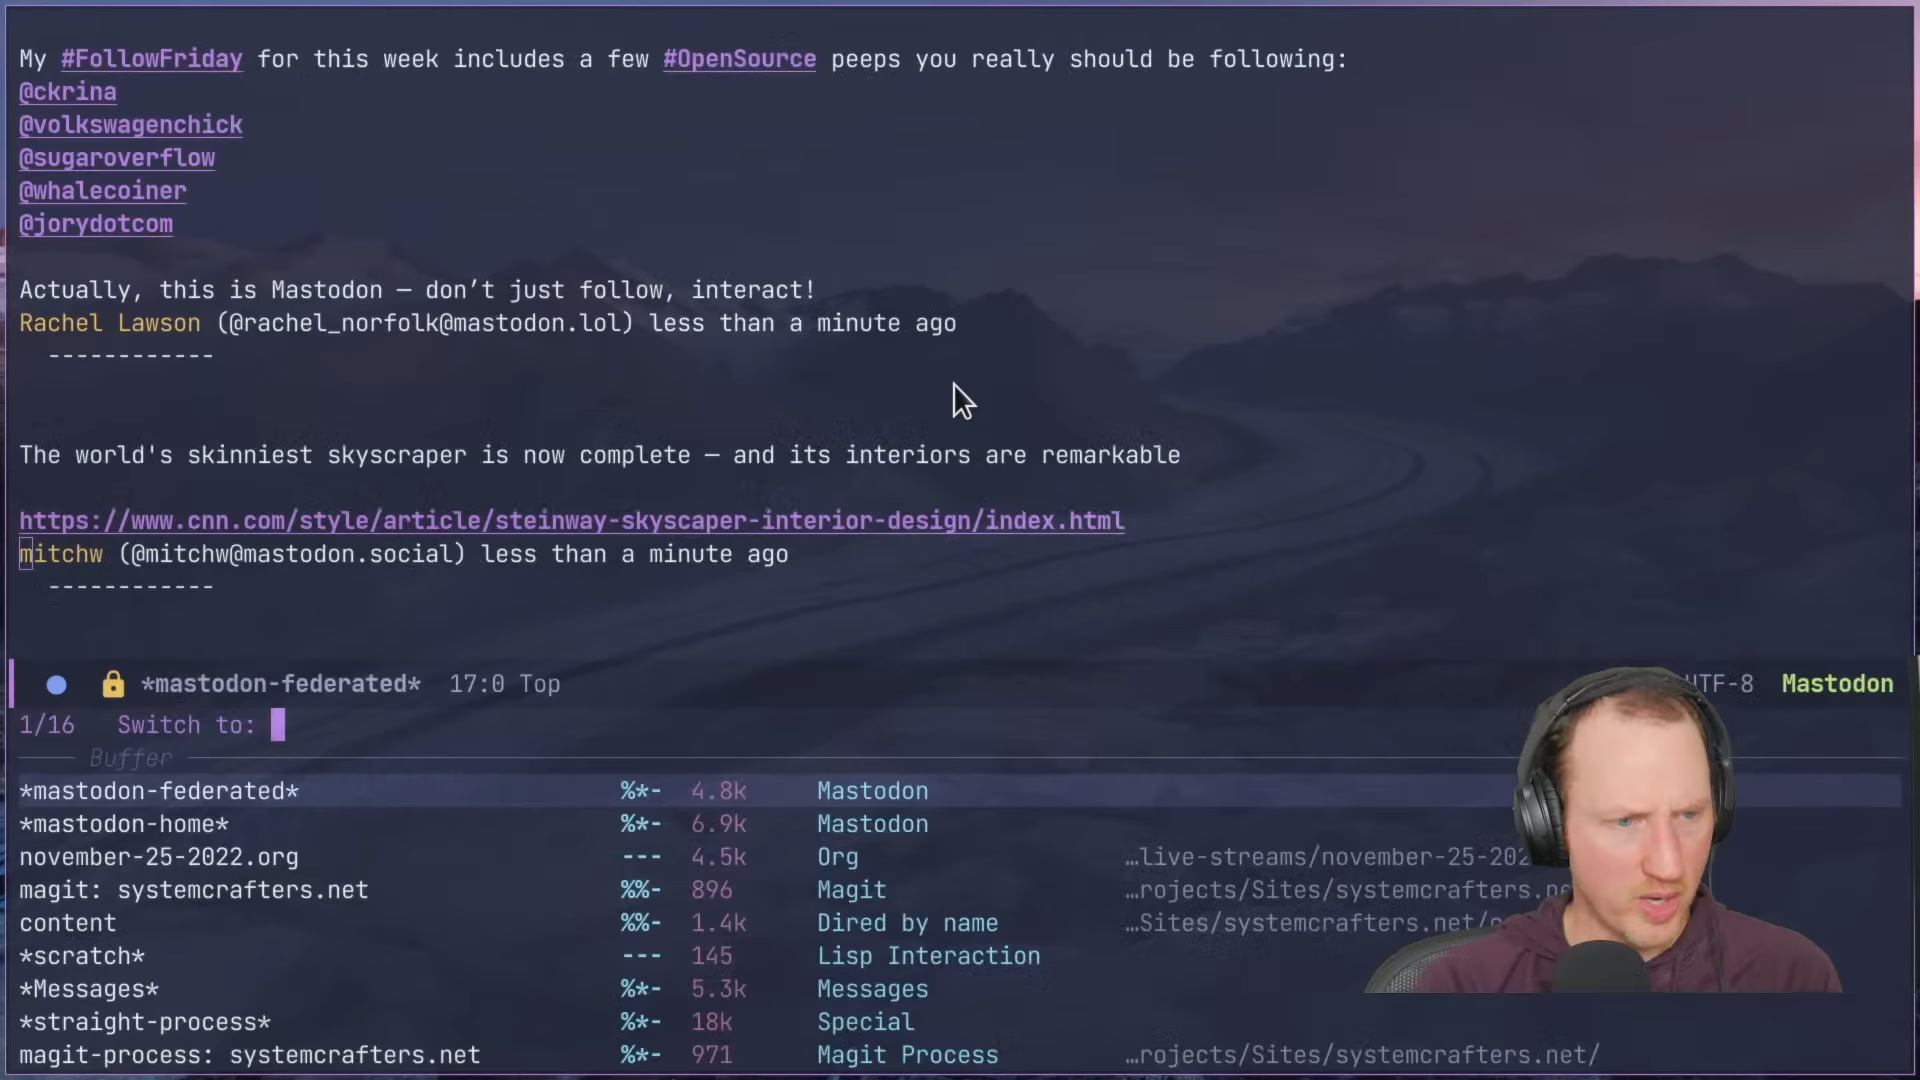 My #FollowFriday for this week includes a few #OpenSource peeps you really should be following:
@ckrina
@volkswagenchick
@sugaroverflow
@whalecoiner
@jorydotcom
Actually, this is Mastodon — don’t just follow, interact!
Rachel Lawson (@rachel_norfolk@mastodon.lol) less than a minute ago
------------
The world's skinniest skyscraper is now complete — and its interiors are remarkable
https://www.cnn.com/style/article/steinway-skyscaper-interior-design/index.html
mitchw (@mitchw@mastodon.social) less than a minute ago
------------
*mastodon-federated* 17:0 Top UTF-8 Mastodon
1/16 Switch to:
Buffer
*mastodon-federated* %*- 4.8k Mastodon
*mastodon-home* %*- 6.9k Mastodon
november-25-2022.org --- 4.5k Org …live-streams/november-25-202
magit: systemcrafters.net %%- 896 Magit …rojects/Sites/systemcrafters.ne
content %%- 1.4k Dired by name …Sites/systemcrafters.net/
*scratch* --- 145 Lisp Interaction
*Messages* %*- 5.3k Messages
*straight-process* %*- 18k Special
magit-process: systemcrafters.net %*- 971 Magit Process …rojects/Sites/systemcrafters.net/